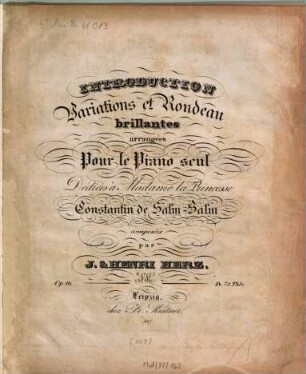 INTRODUCTION
Variations et Rondeau
brillantes
arrangées
Pour le Piano seul
Dédiées à Madame la Princesse
Constantin de Salm-Salm
composées
par
J. & HENRI HERZ.
Op. 16.
Leipzig,
chez Fr. Hofmeister.